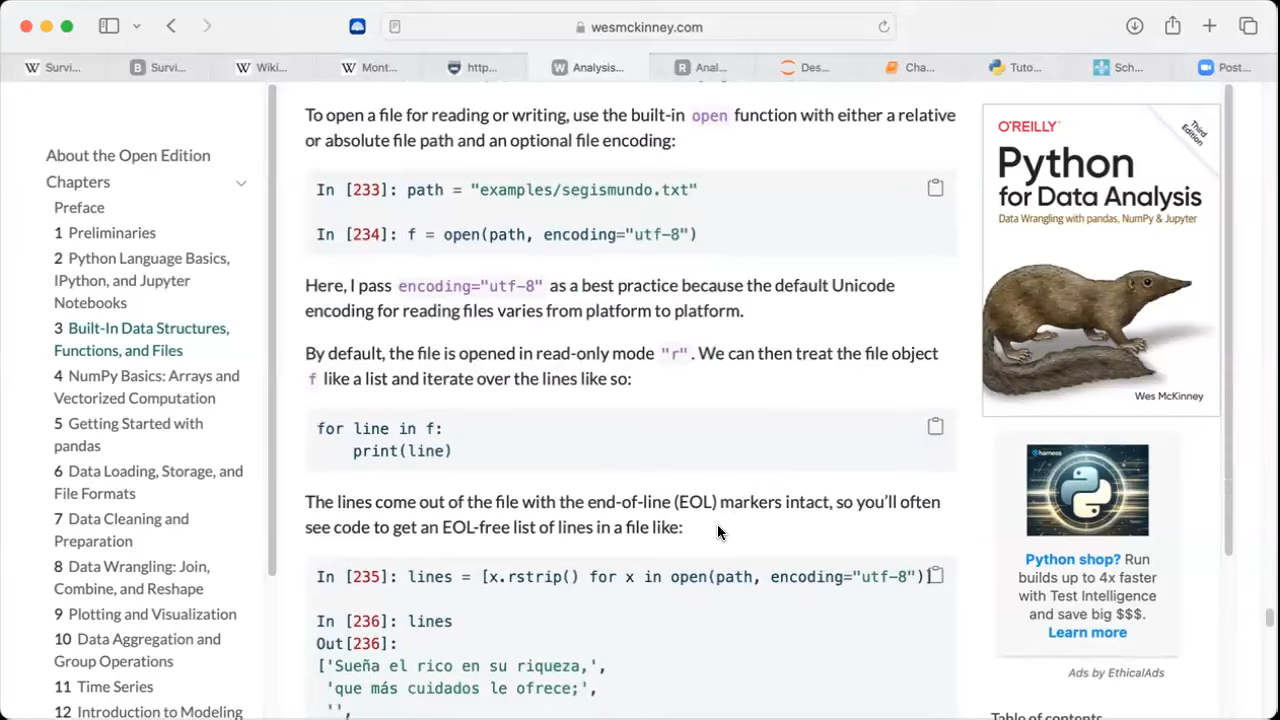 wesmckinney.com
Survi...
Survi...
Wiki...
Mont...
http...
Analysis...
Anal...
Des...
Cha...
Tuto...
Sch...
Post...
About the Open Edition
Chapters
Preface
1 Preliminaries
2 Python Language Basics,
IPython, and Jupyter
Notebooks
3 Built-In Data Structures,
Functions, and Files
4 NumPy Basics: Arrays and
Vectorized Computation
5 Getting Started with
pandas
6 Data Loading, Storage, and
File Formats
7 Data Cleaning and
Preparation
8 Data Wrangling: Join,
Combine, and Reshape
9 Plotting and Visualization
10 Data Aggregation and
Group Operations
11 Time Series
12 Introduction to Modeling
To open a file for reading or writing, use the built-in open function with either a relative
or absolute file path and an optional file encoding:
In [233]: path = "examples/segismundo.txt"
In [234]: f = open(path, encoding="utf-8")
Here, I pass encoding="utf-8" as a best practice because the default Unicode
encoding for reading files varies from platform to platform.
By default, the file is opened in read-only mode "r". We can then treat the file object
f like a list and iterate over the lines like so:
for line in f:
    print(line)
The lines come out of the file with the end-of-line (EOL) markers intact, so you'll often
see code to get an EOL-free list of lines in a file like:
In [235]: lines = [x.rstrip() for x in open(path, encoding="utf-8")]
In [236]: lines
Out[236]:
['Sueña el rico en su riqueza,',
'que más cuidados le ofrece;',
'',
O'REILLY
Third
Edition
Python
for Data Analysis
Data Wrangling with pandas, NumPy & Jupyter
Wes McKinney
harness
Python shop? Run
builds up to 4x faster
with Test Intelligence
and save big $$$.
Learn more
Ads by EthicalAds
Table of contents